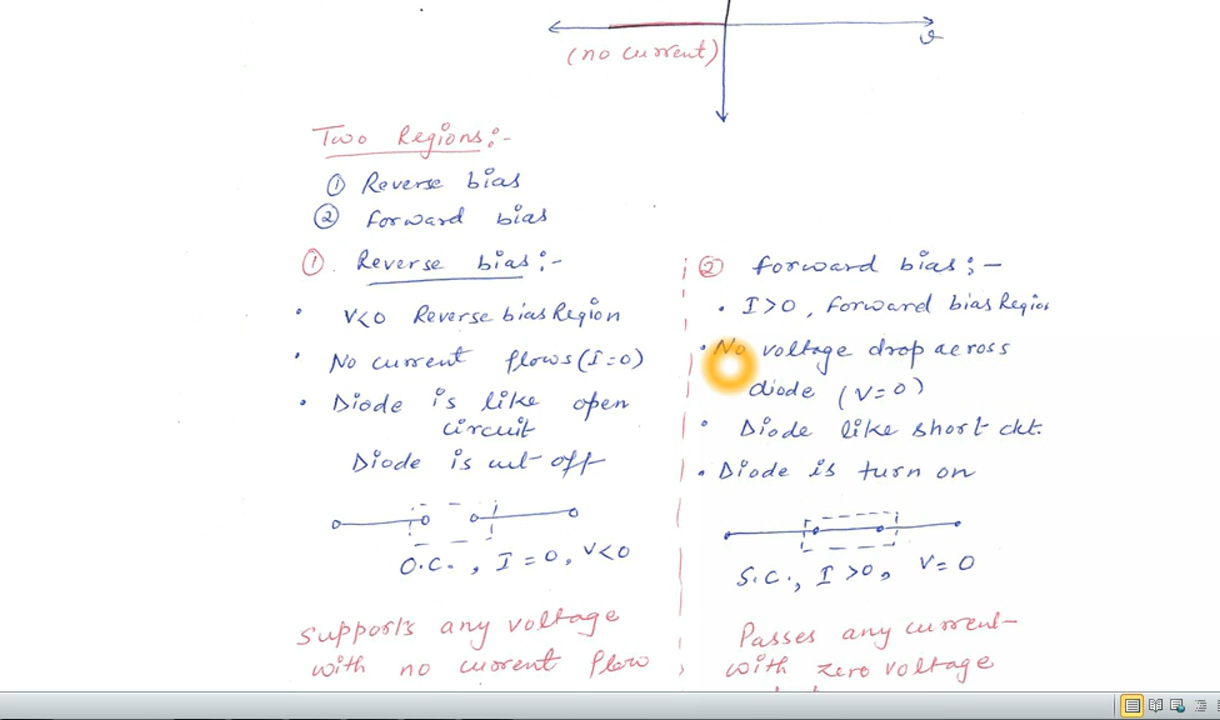 v
(no current)
Two Regions:-
① Reverse bias
② Forward bias
① Reverse bias:-
• V<0 Reverse bias Region
• No current flows (I=0)
• Diode is like open
circuit
Diode is cut off
O.C., I = 0, V<0
Supports any voltage
with no current flow
② Forward bias:-
• I>0, Forward bias Region
• No voltage drop across
diode (V=0)
• Diode like short ckt.
• Diode is turn on
S.C., I >0, V= 0
Passes any current
with zero voltage